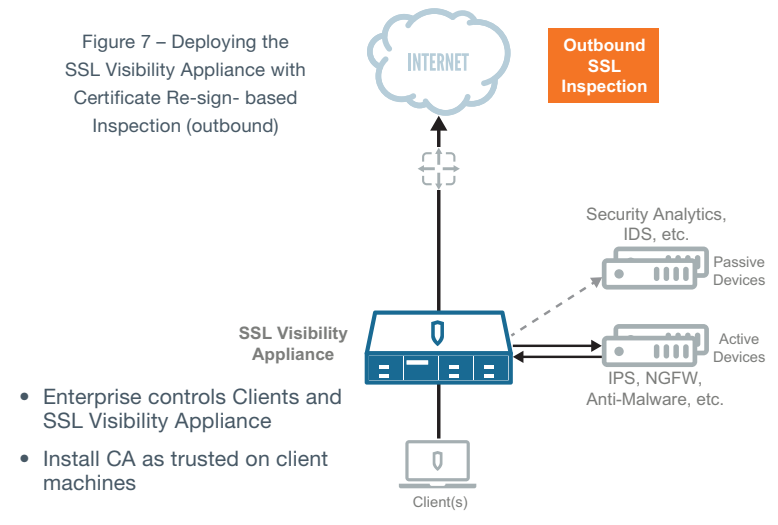 Figure 7 – Deploying the
SSL Visibility Appliance with
Certificate Re-sign- based
Inspection (outbound)
INTERNET
Outbound
SSL
Inspection
Security Analytics,
IDS, etc.
Passive
Devices
SSL Visibility
Appliance
Active
Devices
IPS, NGFW,
Anti-Malware, etc.
• Enterprise controls Clients and
SSL Visibility Appliance
• Install CA as trusted on client
machines
Client(s)